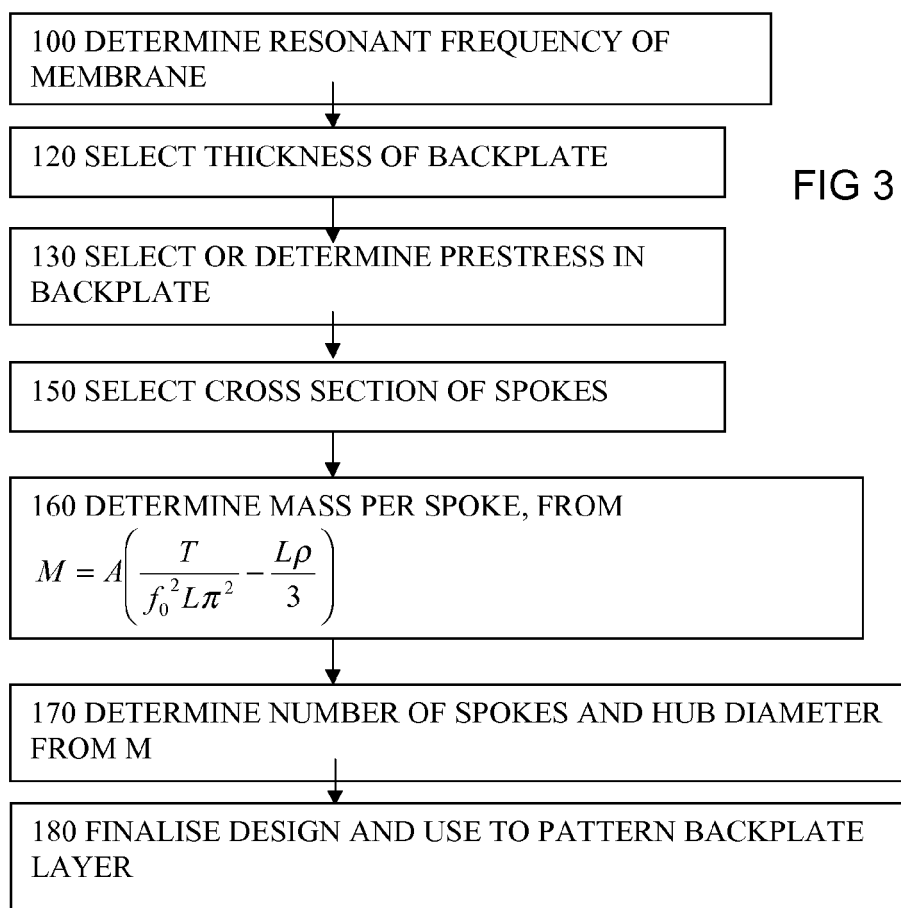 100 DETERMINE RESONANT FREQUENCY OF
MEMBRANE
120 SELECT THICKNESS OF BACKPLATE
FIG 3
130 SELECT OR DETERMINE PRESTRESS IN
BACKPLATE
150 SELECT CROSS SECTION OF SPOKES
160 DETERMINE MASS PER SPOKE, FROM
M = A(T / f₀²Lπ² − Lρ / 3)
170 DETERMINE NUMBER OF SPOKES AND HUB DIAMETER
FROM M
180 FINALISE DESIGN AND USE TO PATTERN BACKPLATE
LAYER